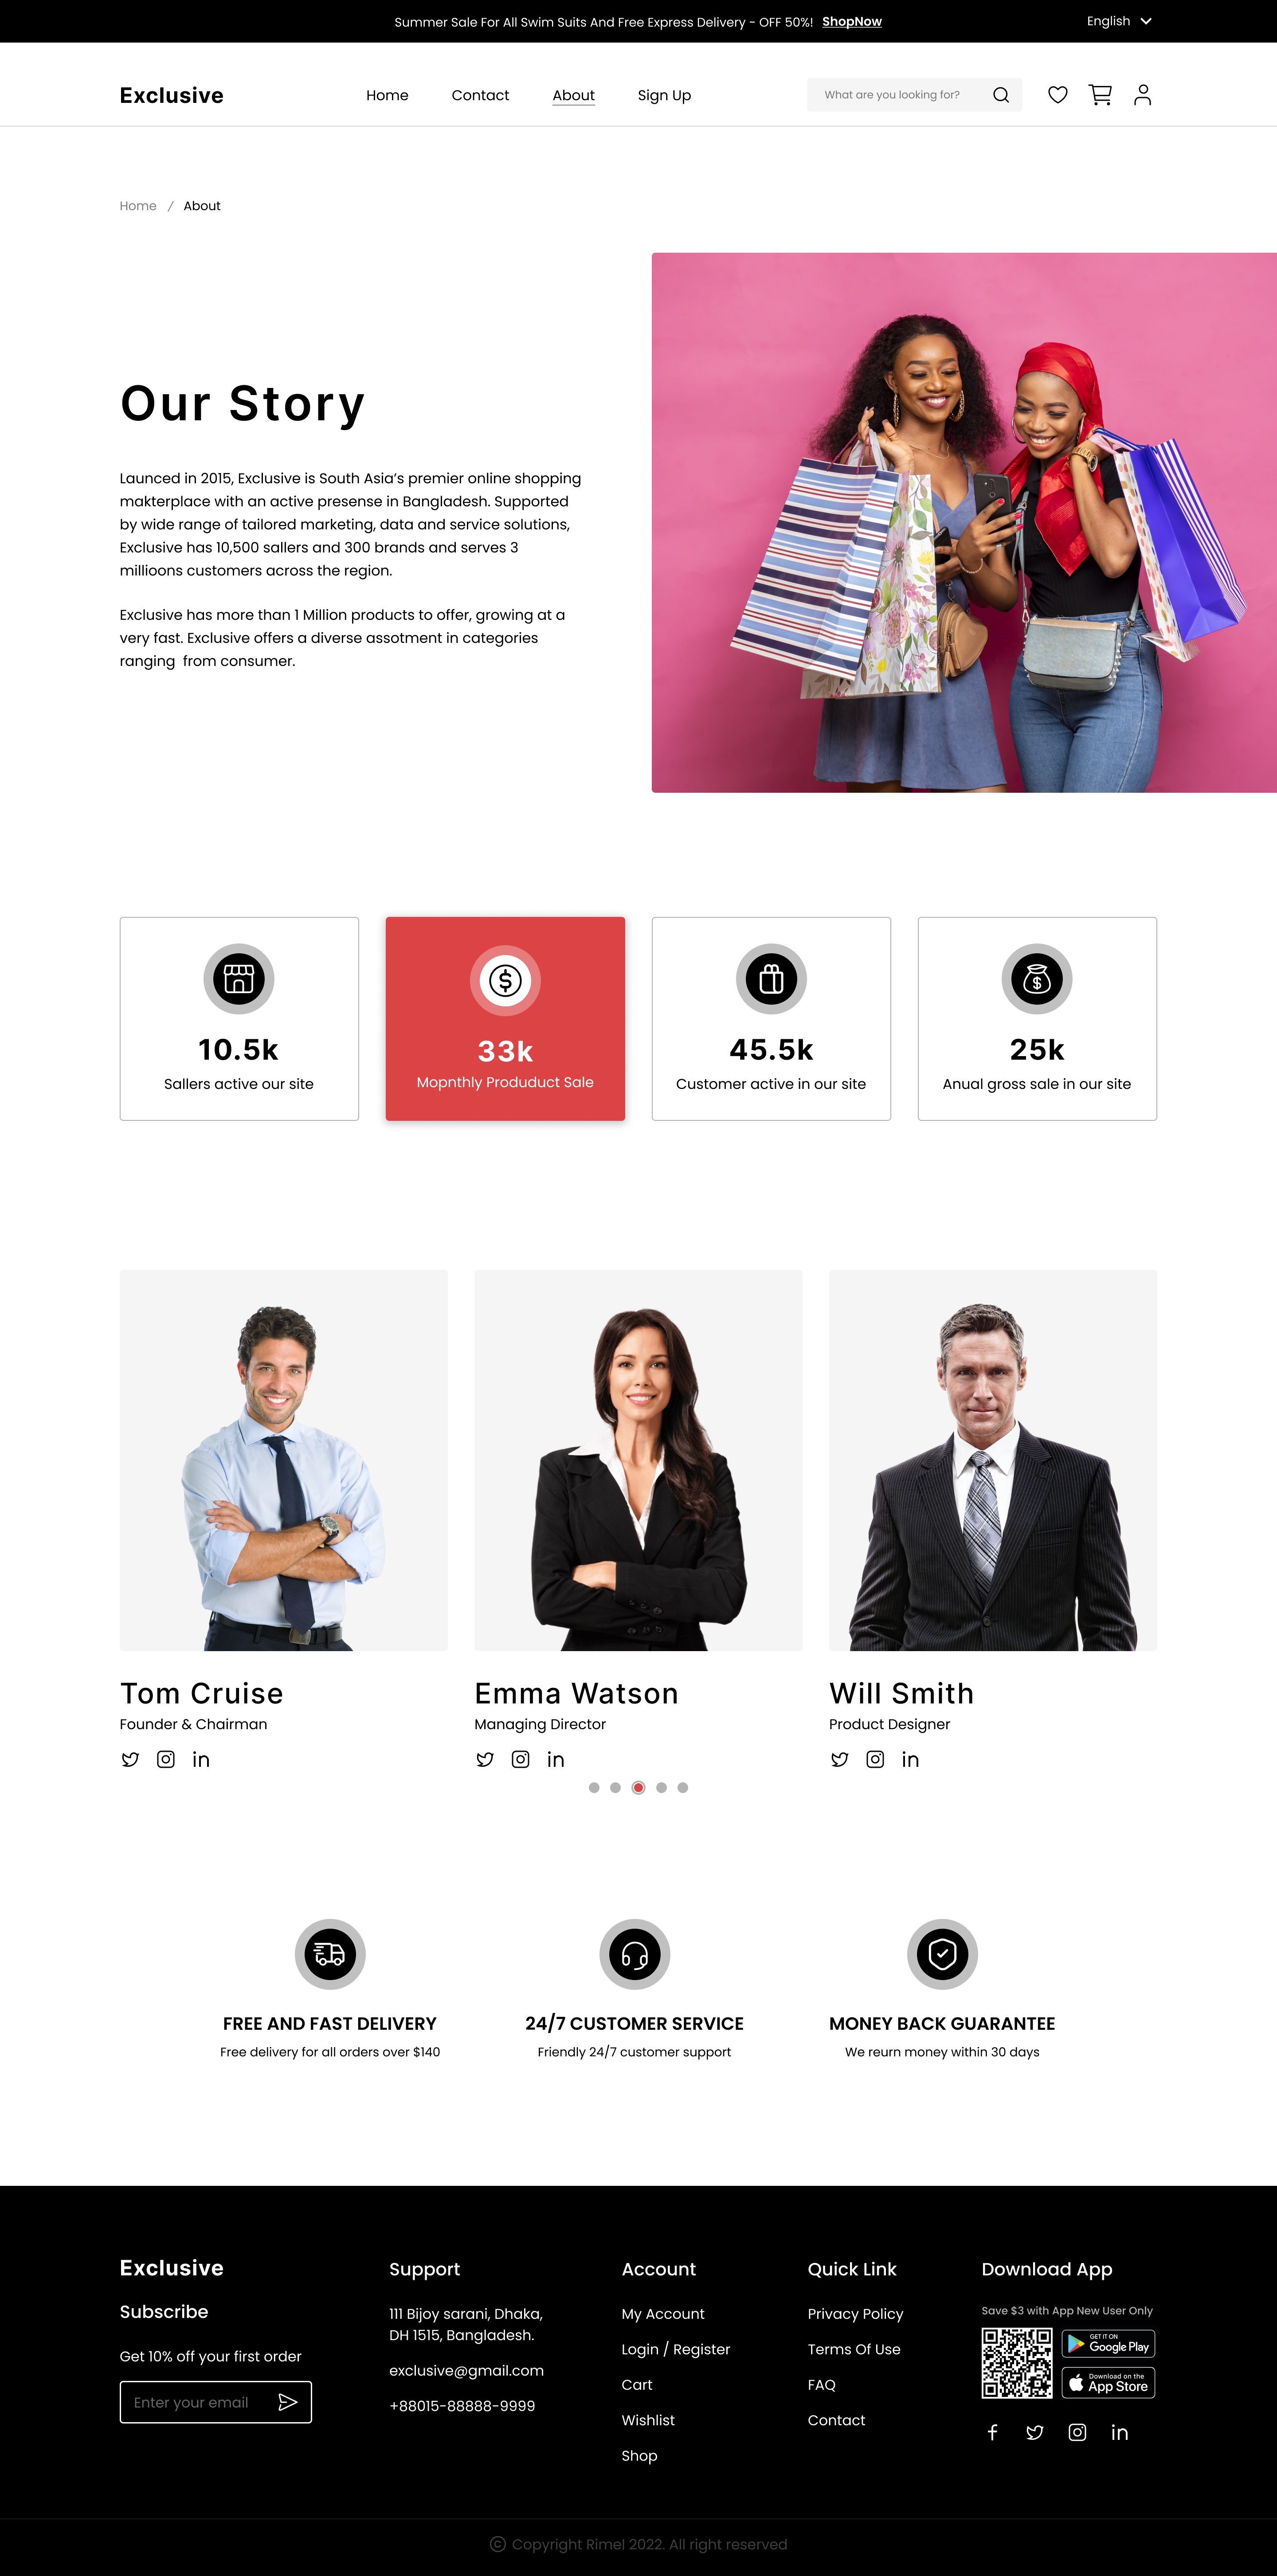 Summer Sale For All Swim Suits And Free Express Delivery - OFF 50%! ShopNow
English
Exclusive
Home
Contact
About
Sign Up
What are you looking for?
Home / About
Our Story
Launced in 2015, Exclusive is South Asia’s premier online shopping
makterplace with an active presense in Bangladesh. Supported
by wide range of tailored marketing, data and service solutions,
Exclusive has 10,500 sallers and 300 brands and serves 3
millioons customers across the region.
Exclusive has more than 1 Million products to offer, growing at a
very fast. Exclusive offers a diverse assotment in categories
ranging from consumer.
10.5k
Sallers active our site
33k
Mopnthly Produduct Sale
45.5k
Customer active in our site
25k
Anual gross sale in our site
Tom Cruise
Founder & Chairman
Emma Watson
Managing Director
Will Smith
Product Designer
FREE AND FAST DELIVERY
Free delivery for all orders over $140
24/7 CUSTOMER SERVICE
Friendly 24/7 customer support
MONEY BACK GUARANTEE
We reurn money within 30 days
Exclusive
Subscribe
Get 10% off your first order
Enter your email
Support
111 Bijoy sarani, Dhaka,
DH 1515, Bangladesh.
exclusive@gmail.com
+88015-88888-9999
Account
My Account
Login / Register
Cart
Wishlist
Shop
Quick Link
Privacy Policy
Terms Of Use
FAQ
Contact
Download App
Save $3 with App New User Only
GET IT ON
Google Play
Download on the
App Store
© Copyright Rimel 2022. All right reserved